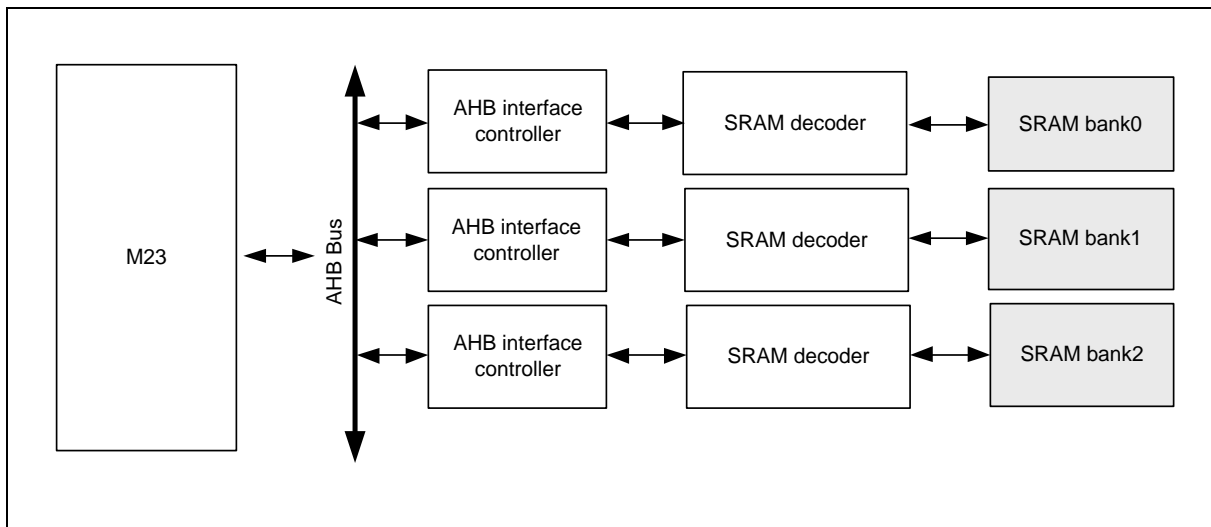 M23
AHB Bus
AHB interface
controller
SRAM decoder
SRAM bank0
AHB interface
controller
SRAM decoder
SRAM bank1
AHB interface
controller
SRAM decoder
SRAM bank2